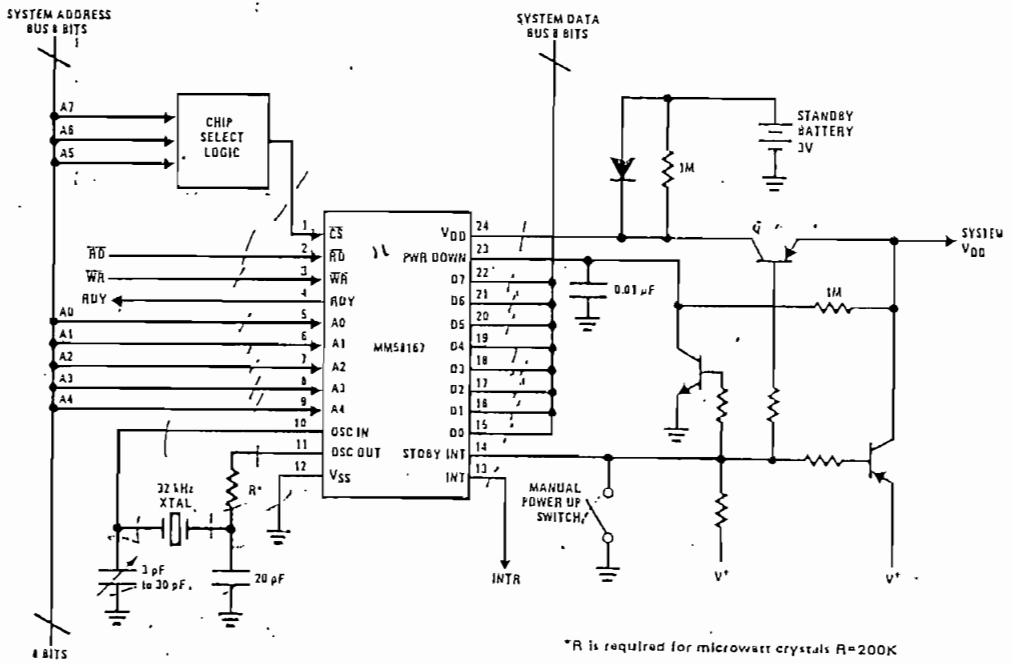 SYSTEM ADDRESS
BUS 8 BITS
SYSTEM DATA
BUS 8 BITS
A7
A6
A5
CHIP
SELECT
LOGIC
STANDBY
BATTERY
3V
1M
1 CS
RD 2 RD
WR 3 WR
RDY 4 RDY
A0 5 A0
A1 6 A1
A2 7 A2
A3 8 A3
A4 9 A4
10 OSC IN
11 OSC OUT
12 VSS
MM58167
VDD 24
PWR DOWN 23
D7 22
D6 21
D5 20
D4 19
D3 18
D2 17
D1 16
D0 15
STDBY INT 14
INT 13
0.01 µF
SYSTEM
VDD
1M
32 kHz
XTAL
R*
3 pF
to 30 pF
20 pF
MANUAL
POWER UP
SWITCH
INTR
V+
V+
8 BITS
*R is required for microwatt crystals R=200K